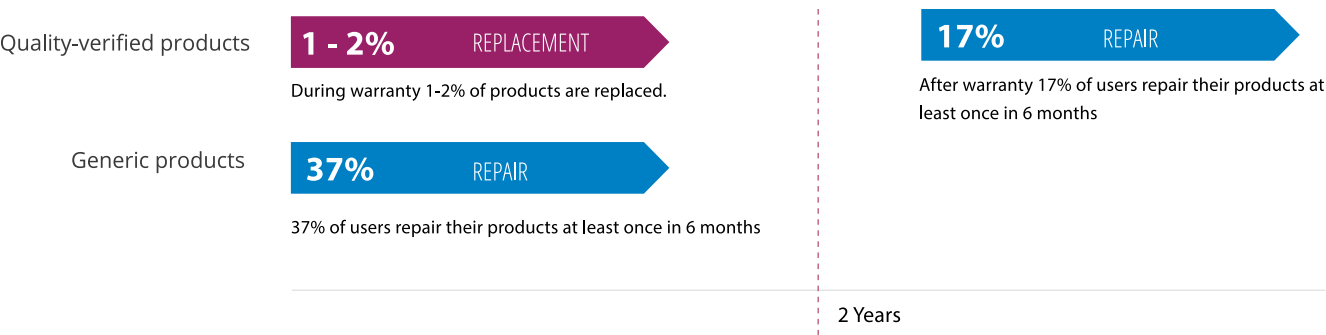 Quality-verified products
1 - 2% REPLACEMENT
During warranty 1-2% of products are replaced.
17% REPAIR
After warranty 17% of users repair their products at
least once in 6 months
Generic products
37% REPAIR
37% of users repair their products at least once in 6 months
2 Years